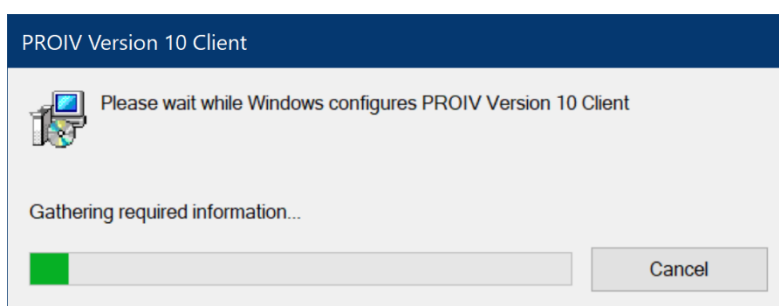 PROIV Version 10 Client
Please wait while Windows configures PROIV Version 10 Client
Gathering required information...
Cancel